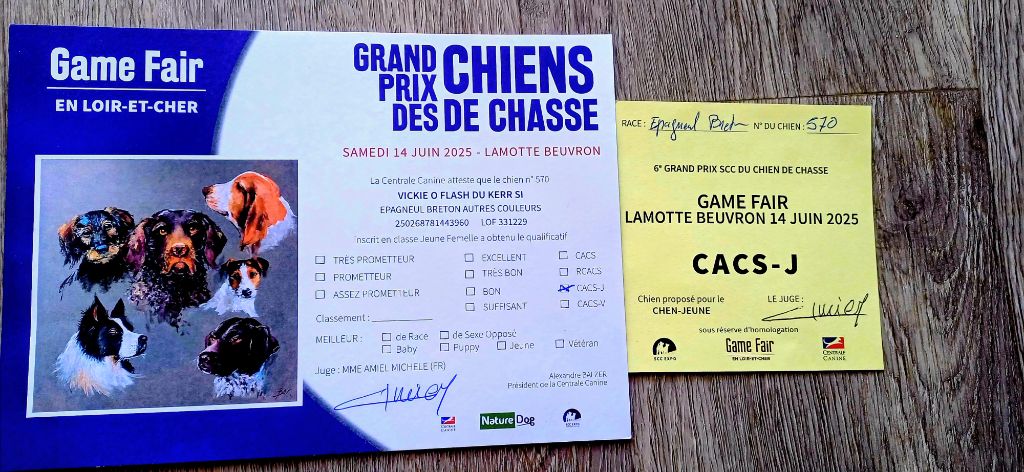 Game Fair
EN LOIR-ET-CHER
GRAND PRIX DES CHIENS DE CHASSE
SAMEDI 14 JUIN 2025 - LAMOTTE BEUVRON
La Centrale Canine atteste que le chien n° 570
VICKIE O FLASH DU KERR SI
EPAGNEUL BRETON AUTRES COULEURS
250268781443960 LOF 331229
Inscrit en classe Jeune Femelle a obtenu le qualificatif
TRÈS PROMETTEUR EXCELLENT CACS
PROMETTEUR TRÈS BON RCACS
ASSEZ PROMETTEUR BON CACS-J
SUFFISANT CACS-V
Classement :
MEILLEUR : de Race de Sexe Opposé
Baby Puppy Jeune Vétéran
Juge : MME AMIEL MICHELE (FR)
Alexandre BALZER
Président de la Centrale Canine
CENTRALE CANINE
Nature Dog
SCC EXPO
RACE : Epagneul Breton N° DU CHIEN : 570
6e GRAND PRIX SCC DU CHIEN DE CHASSE
GAME FAIR
LAMOTTE BEUVRON 14 JUIN 2025
CACS-J
Chien proposé pour le
CHEN-JEUNE
LE JUGE :
Amiel
sous réserve d'homologation
SCC EXPO
Game Fair
EN LOIR-ET-CHER
CENTRALE CANINE